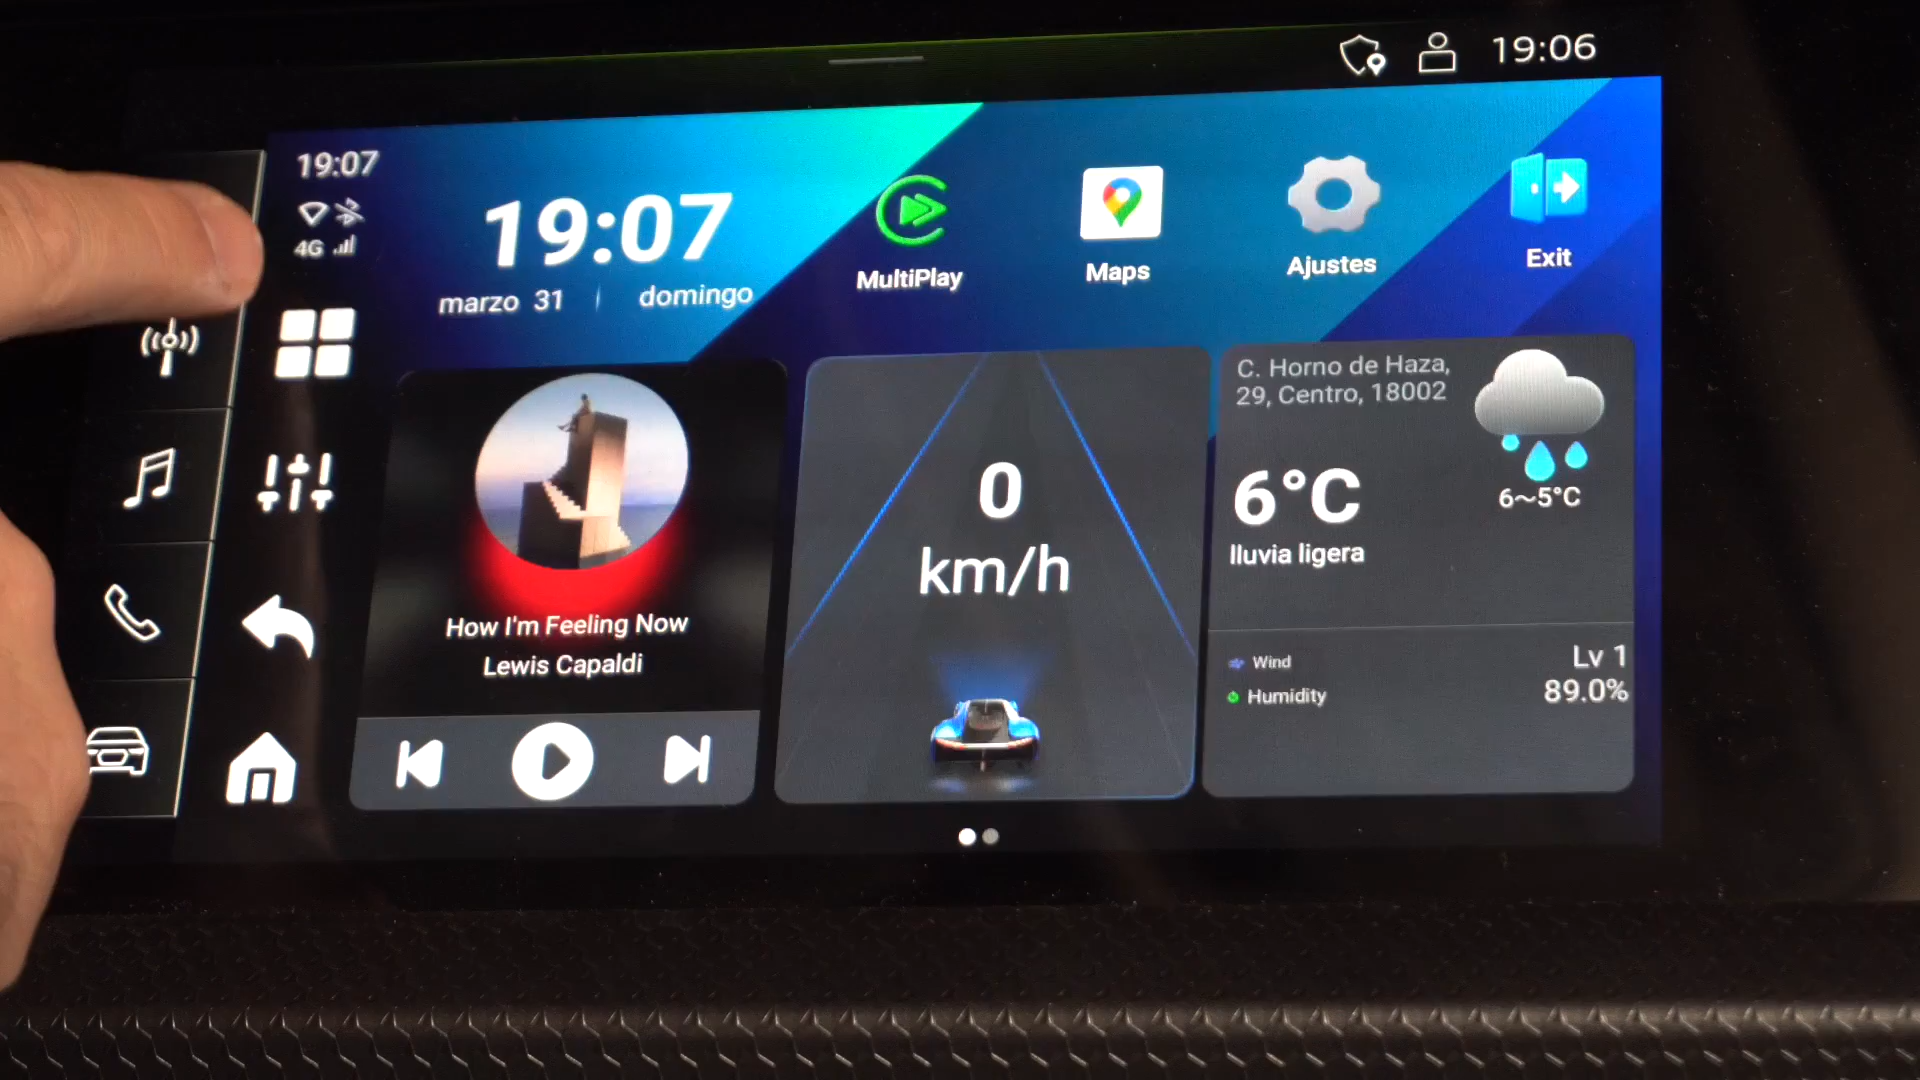 19:06
19:07
4G
19:07
marzo 31 | domingo
MultiPlay
Maps
Ajustes
Exit
How I'm Feeling Now
Lewis Capaldi
0
km/h
C. Horno de Haza,
29, Centro, 18002
6°C
lluvia ligera
6~5°C
Wind Lv 1
Humidity 89.0%